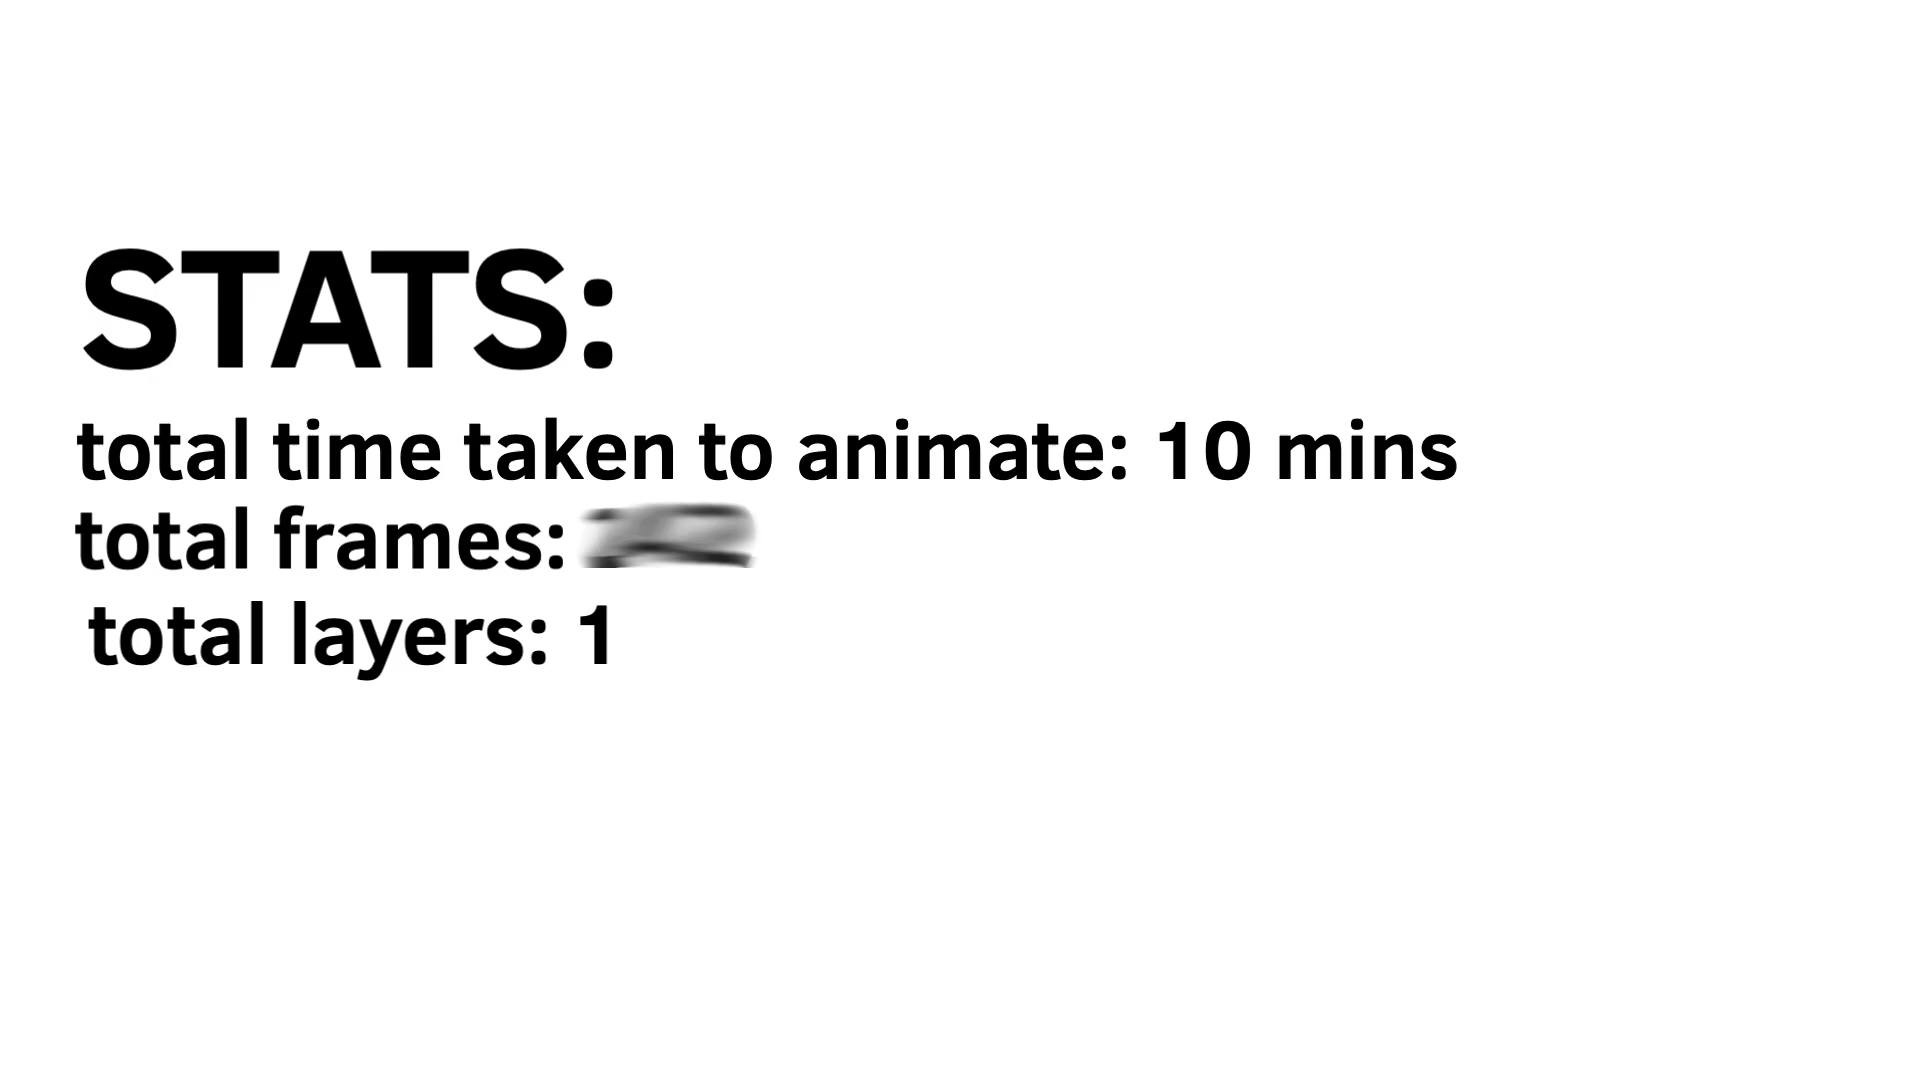 STATS:
total time taken to animate: 10 mins
total frames:
total layers: 1